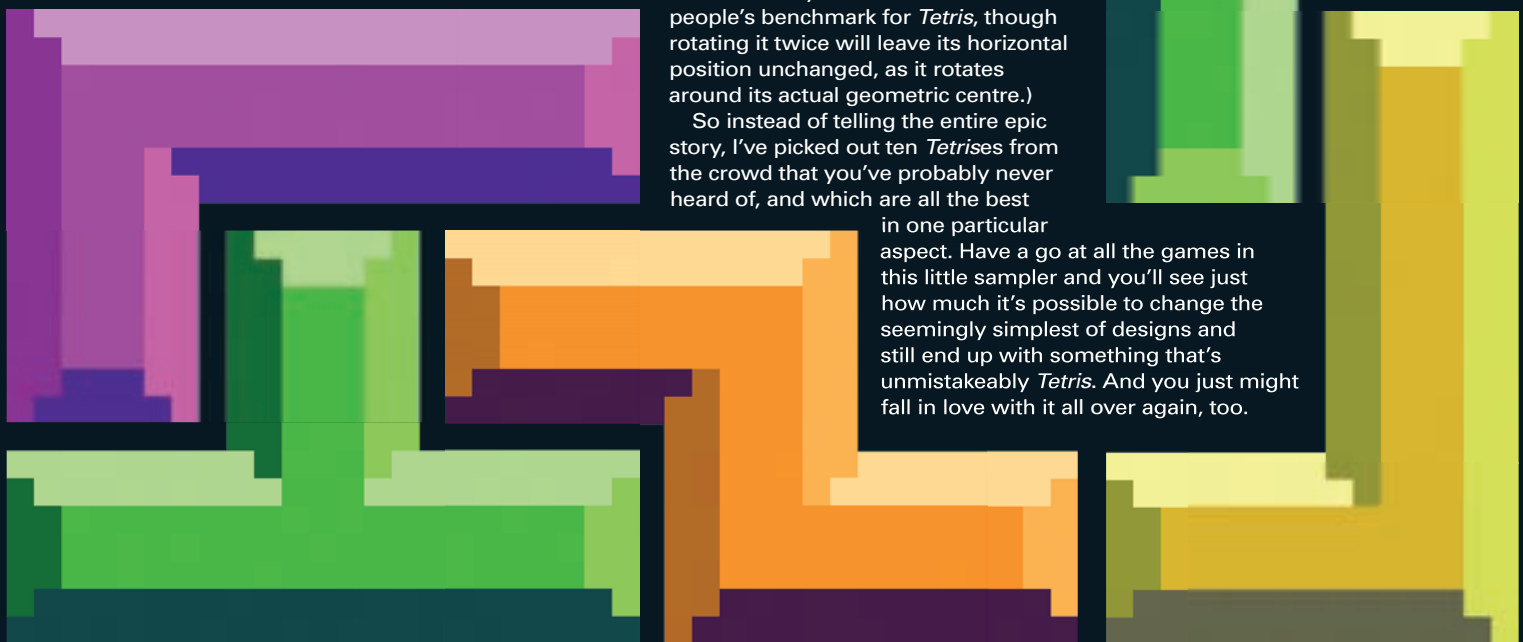 people's benchmark for Tetris, though
rotating it twice will leave its horizontal
position unchanged, as it rotates
around its actual geometric centre.)
So instead of telling the entire epic
story, I've picked out ten Tetrises from
the crowd that you've probably never
heard of, and which are all the best
in one particular
aspect. Have a go at all the games in
this little sampler and you'll see just
how much it's possible to change the
seemingly simplest of designs and
still end up with something that's
unmistakeably Tetris. And you just might
fall in love with it all over again, too.